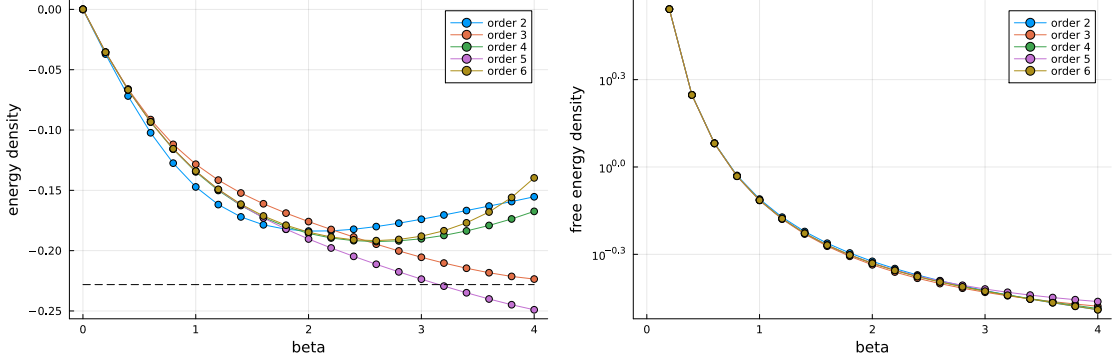 energy density
0.00
−0.05
−0.10
−0.15
−0.20
−0.25
0
1
2
3
4
beta
order 2
order 3
order 4
order 5
order 6
free energy density
10^0.3
10^0.0
10^−0.3
0
1
2
3
4
beta
order 2
order 3
order 4
order 5
order 6